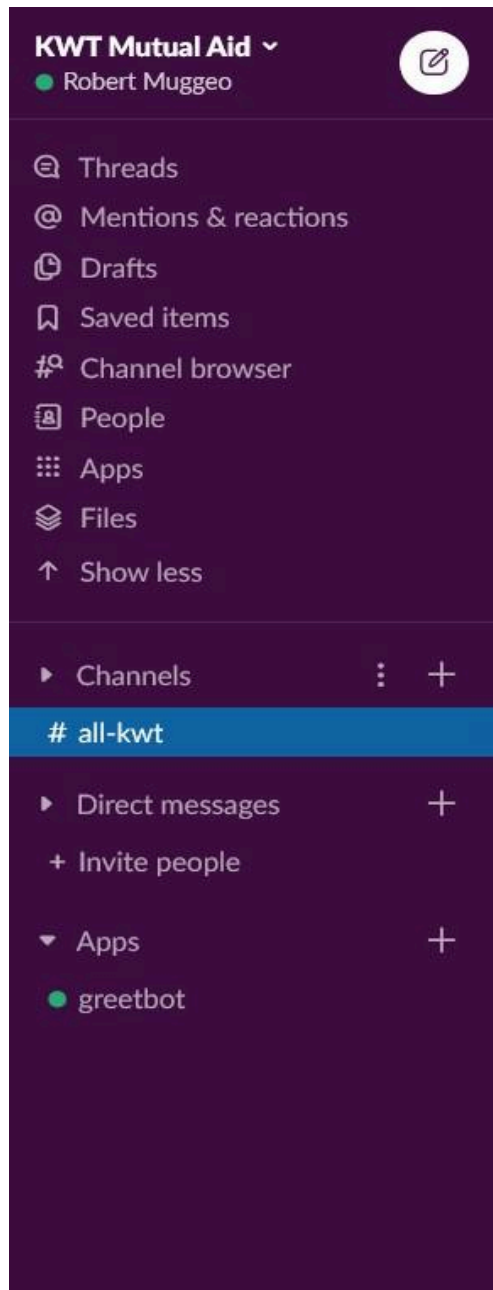 KWT Mutual Aid
Robert Muggeo
Threads
@ Mentions & reactions
Drafts
Saved items
Channel browser
People
Apps
Files
↑ Show less
Channels
# all-kwt
Direct messages
+ Invite people
Apps
greetbot